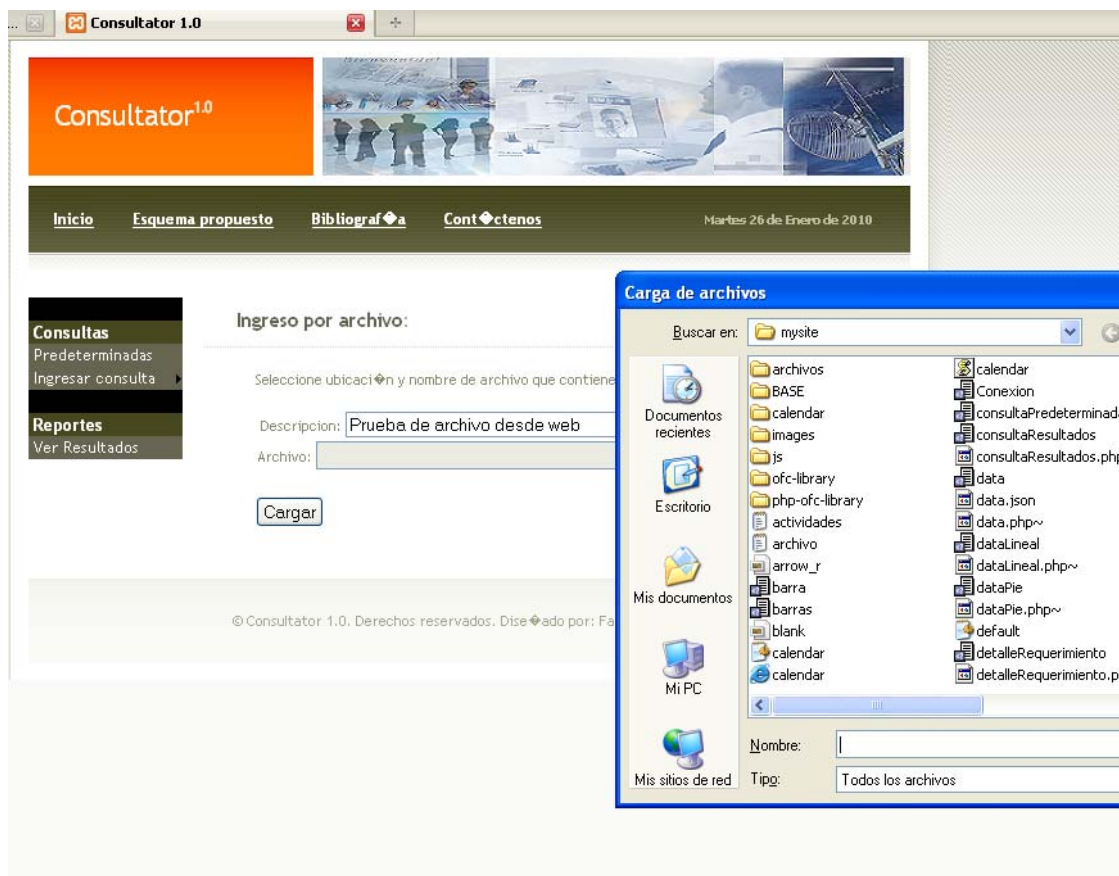 ...
Consultator 1.0
Consultator1.0
Inicio Esquema propuesto Bibliograf�a Cont�ctenos Martes 26 de Enero de 2010
Consultas
Predeterminadas
Ingresar consulta
Reportes
Ver Resultados
Ingreso por archivo:
Seleccione ubicaci�n y nombre de archivo que contiene
Descripcion: Prueba de archivo desde web
Archivo:
Cargar
© Consultator 1.0. Derechos reservados. Dise�ado por: Fa
Carga de archivos
Buscar en: mysite
Documentos recientes
Escritorio
Mis documentos
Mi PC
Mis sitios de red
archivos
BASE
calendar
images
js
ofc-library
php-ofc-library
actividades
archivo
arrow_r
barra
barras
blank
calendar
calendar
calendar
Conexion
consultaPredeterminad
consultaResultados
consultaResultados.php
data
data.json
data.php~
dataLineal
dataLineal.php~
dataPie
dataPie.php~
default
detalleRequerimiento
detalleRequerimiento.p
Nombre:
Tipo: Todos los archivos